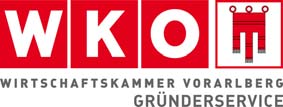 WKO
WIRTSCHAFTSKAMMER VORARLBERG
GRÜNDERSERVICE